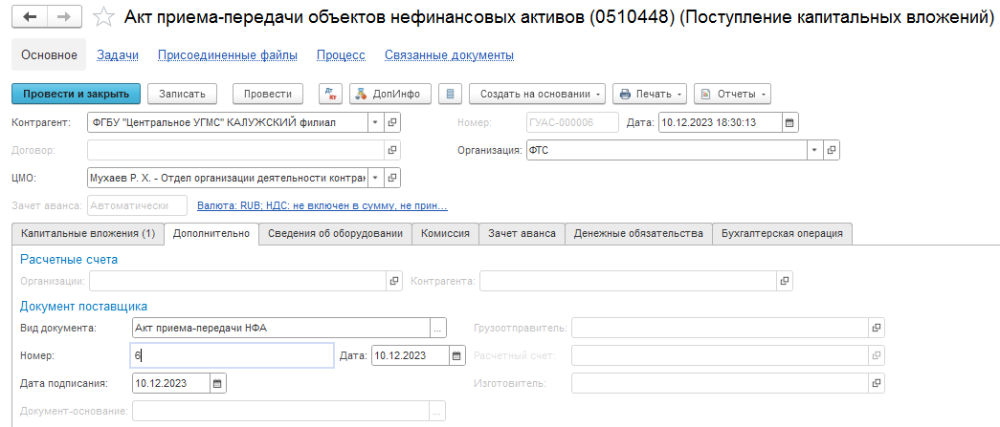 Акт приема-передачи объектов нефинансовых активов (0510448) (Поступление капитальных вложений)
Основное Задачи Присоединенные файлы Процесс Связанные документы
Провести и закрыть Записать Провести Дт Кт ДопИнфо Создать на основании Печать Отчеты
Контрагент: ФГБУ "Центральное УГМС" КАЛУЖСКИЙ филиал Номер: ГУАС-000006 Дата: 10.12.2023 18:30:13
Договор: Организация: ФТС
ЦМО: Мухаев Р. Х. - Отдел организации деятельности контрак
Зачет аванса: Автоматически Валюта: RUB; НДС: не включен в сумму, не прин...
Капитальные вложения (1) Дополнительно Сведения об оборудовании Комиссия Зачет аванса Денежные обязательства Бухгалтерская операция
Расчетные счета
Организации: Контрагента:
Документ поставщика
Вид документа: Акт приема-передачи НФА ... Грузоотправитель:
Номер: 6 Дата: 10.12.2023 Расчетный счет:
Дата подписания: 10.12.2023 Изготовитель:
Документ-основание: ...